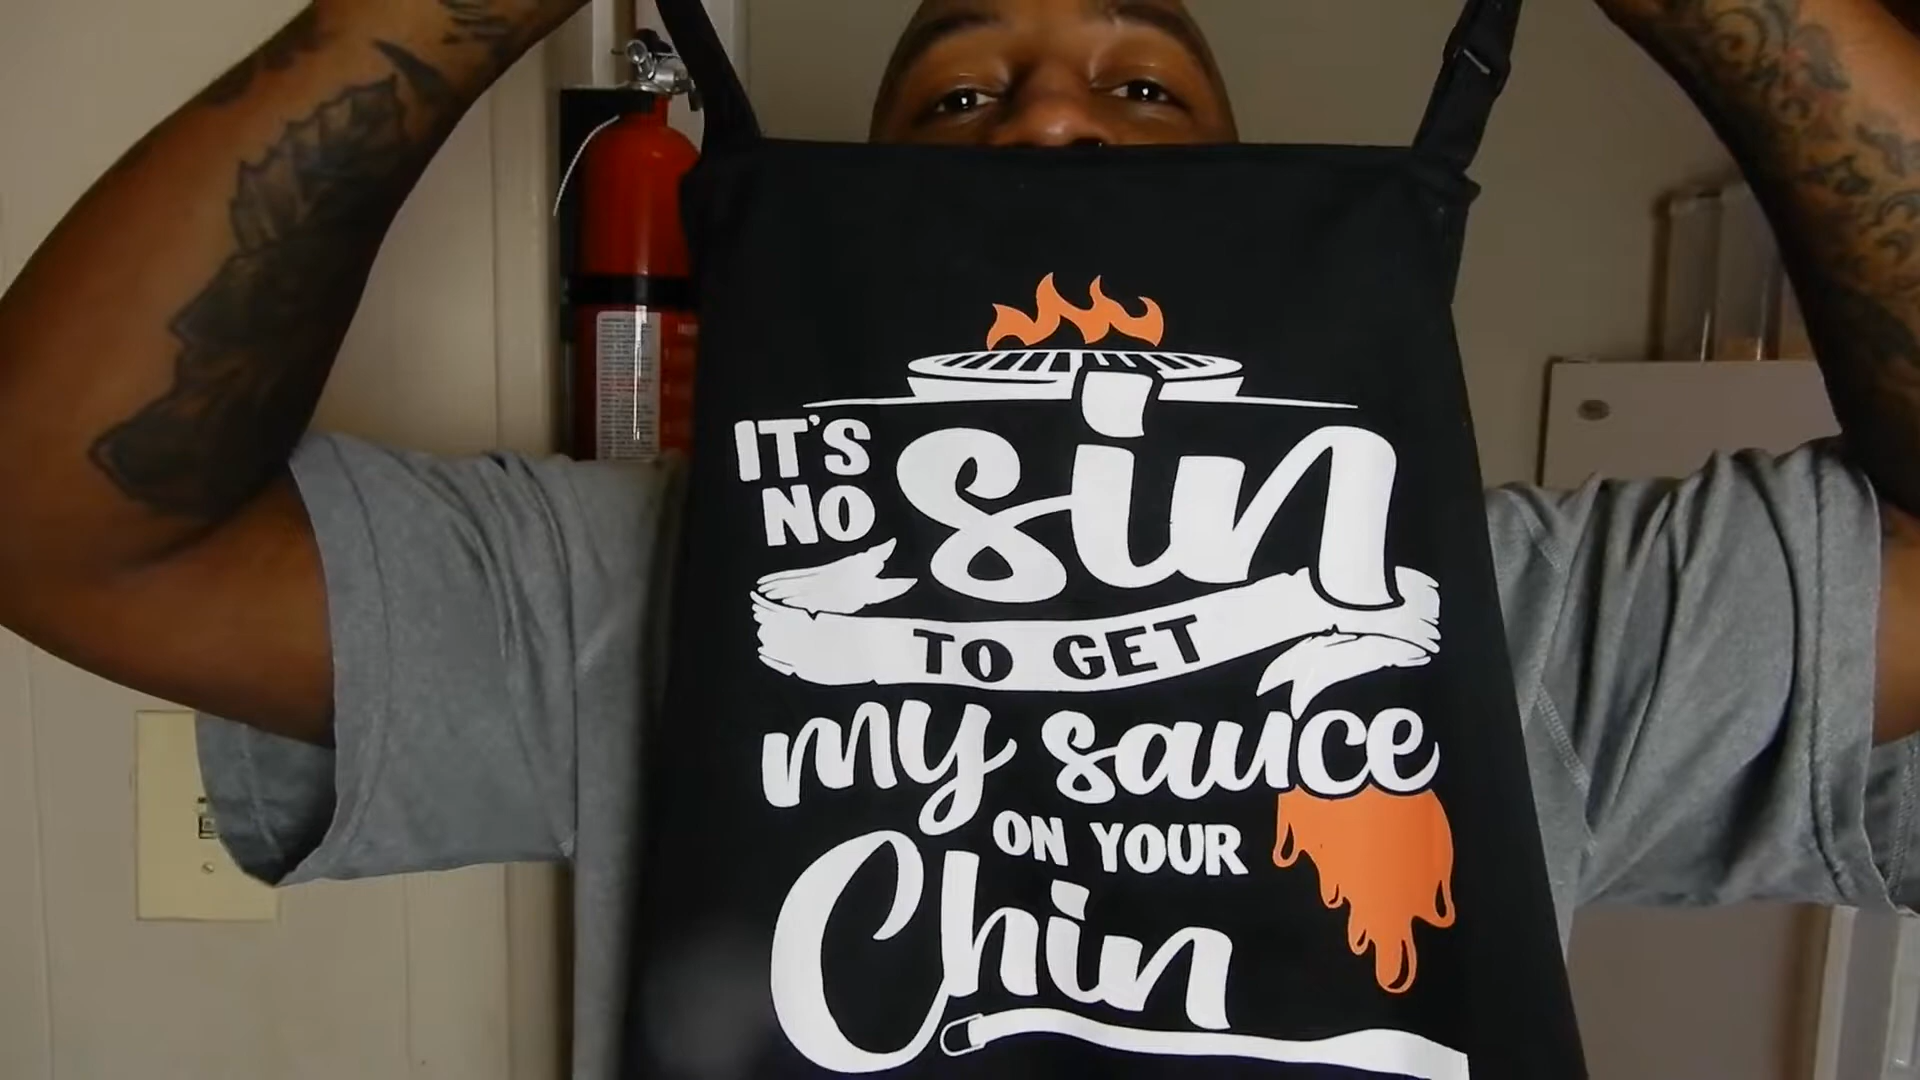 IT'S
NO
sin
TO GET
my sauce
ON YOUR
Chin